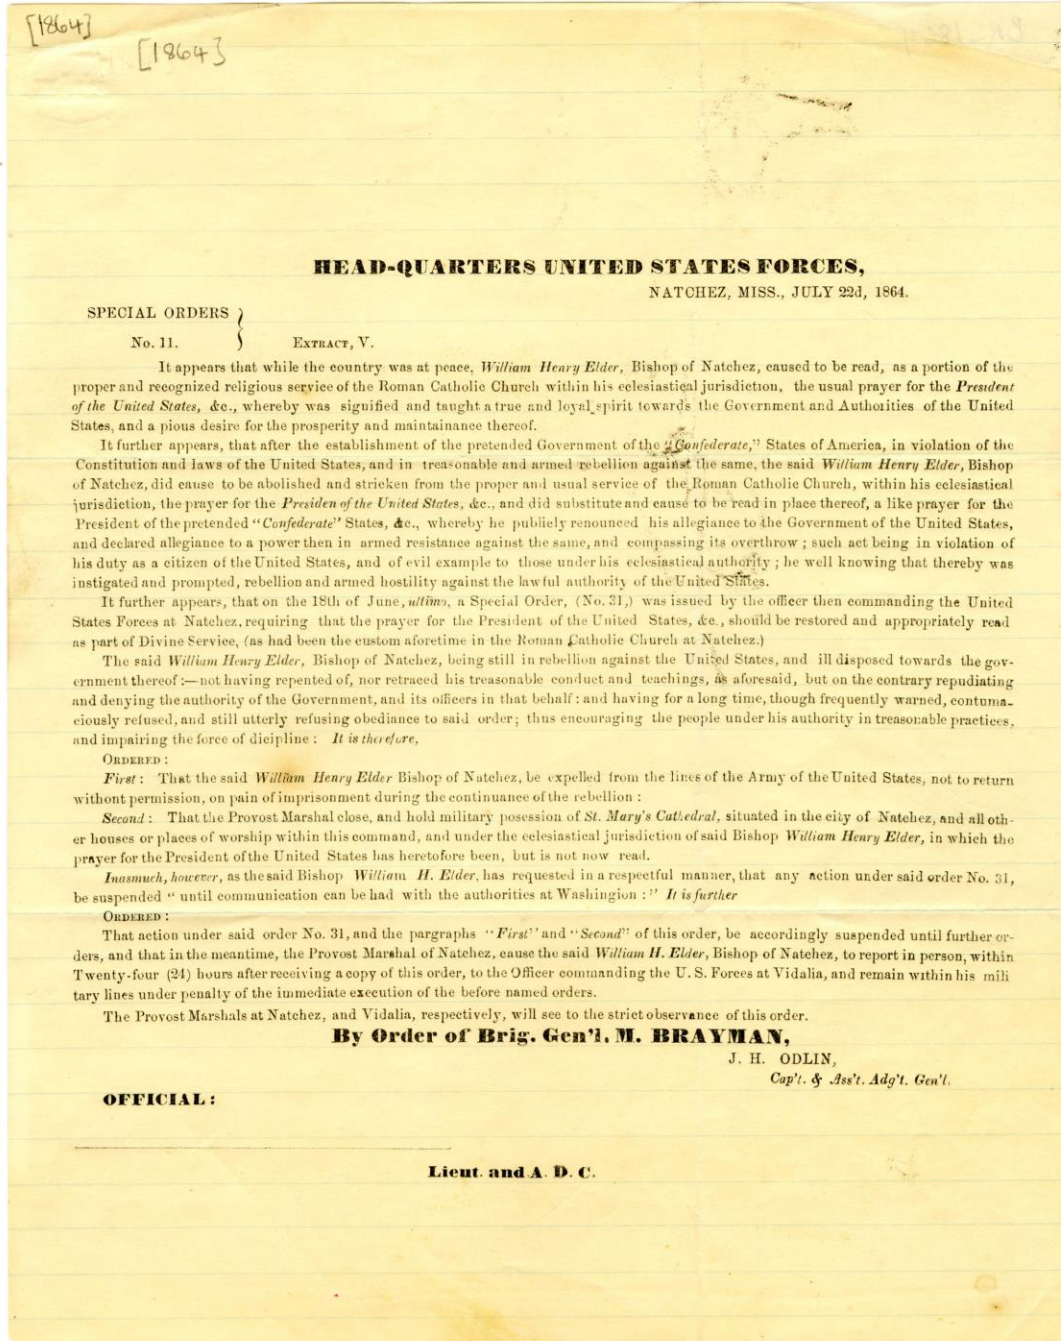 [1864]
[1864]
HEAD-QUARTERS UNITED STATES FORCES,
NATCHEZ, MISS., JULY 22d, 1864.
SPECIAL ORDERS }
No. 11. EXTRACT, V.
It appears that while the country was at peace, William Henry Elder, Bishop of Natchez, caused to be read, as a portion of the
proper and recognized religious service of the Roman Catholic Church within his eclesiastical jurisdiction, the usual prayer for the President
of the United States, &c., whereby was signified and taught a true and loyal spirit towards the Government and Authorities of the United
States, and a pious desire for the prosperity and maintainance thereof.
It further appears, that after the establishment of the pretended Government of the "Confederate," States of America, in violation of the
Constitution and laws of the United States, and in treasonable and armed rebellion against the same, the said William Henry Elder, Bishop
of Natchez, did cause to be abolished and stricken from the proper and usual service of the Roman Catholic Church, within his eclesiastical
jurisdiction, the prayer for the Presiden of the United States, &c., and did substitute and cause to be read in place thereof, a like prayer for the
President of the pretended "Confederate" States, &c., whereby he publicly renounced his allegiance to the Government of the United States,
and declared allegiance to a power then in armed resistance against the same, and compassing its overthrow ; such act being in violation of
his duty as a citizen of the United States, and of evil example to those under his eclesiastical authority ; he well knowing that thereby was
instigated and prompted, rebellion and armed hostility against the lawful authority of the United States.
It further appears, that on the 18th of June, ultimo, a Special Order, (No. 31,) was issued by the officer then commanding the United
States Forces at Natchez, requiring that the prayer for the President of the United States, &c., should be restored and appropriately read
as part of Divine Service, (as had been the custom aforetime in the Roman Catholic Church at Natchez.)
The said William Henry Elder, Bishop of Natchez, being still in rebellion against the United States, and ill disposed towards the gov-
ernment thereof :—not having repented of, nor retraced his treasonable conduct and teachings, as aforesaid, but on the contrary repudiating
and denying the authority of the Government, and its officers in that behalf : and having for a long time, though frequently warned, contuma-
ciously refused, and still utterly refusing obediance to said order ; thus encouraging the people under his authority in treasonable practices,
and impairing the force of dicipline : It is therefore,
ORDERED :
First : That the said William Henry Elder Bishop of Natchez, be expelled from the lines of the Army of the United States, not to return
without permission, on pain of imprisonment during the continuance of the rebellion :
Second : That the Provost Marshal close, and hold military posession of St. Mary's Cathedral, situated in the city of Natchez, and all oth-
er houses or places of worship within this command, and under the eclesiastical jurisdiction of said Bishop William Henry Elder, in which the
prayer for the President of the United States has heretofore been, but is not now read.
Inasmuch, however, as the said Bishop William H. Elder, has requested in a respectful manner, that any action under said order No. 31,
be suspended " until communication can be had with the authorities at Washington : " It is further
ORDERED :
That action under said order No. 31, and the pargraphs "First" and "Second" of this order, be accordingly suspended until further or-
ders, and that in the meantime, the Provost Marshal of Natchez, cause the said William H. Elder, Bishop of Natchez, to report in person, within
Twenty-four (24) hours after receiving a copy of this order, to the Officer commanding the U. S. Forces at Vidalia, and remain within his mili
tary lines under penalty of the immediate execution of the before named orders.
The Provost Marshals at Natchez, and Vidalia, respectively, will see to the strict observance of this order.
By Order of Brig. Gen'l. M. BRAYMAN,
J. H. ODLIN,
Cap't. & Ass't. Adg't. Gen'l.
OFFICIAL :
Lieut. and A. D. C.